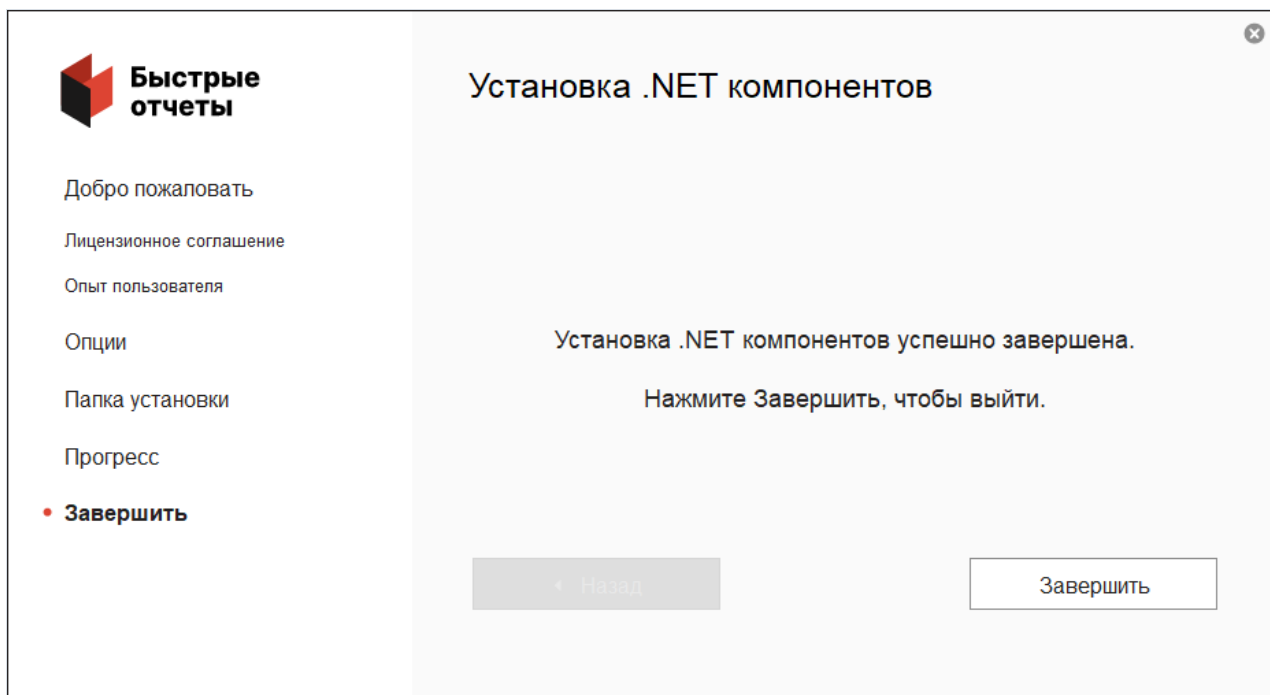 Быстрые
отчеты
Установка .NET компонентов
Добро пожаловать
Лицензионное соглашение
Опыт пользователя
Опции
Папка установки
Прогресс
Завершить
Установка .NET компонентов успешно завершена.
Нажмите Завершить, чтобы выйти.
Назад
Завершить